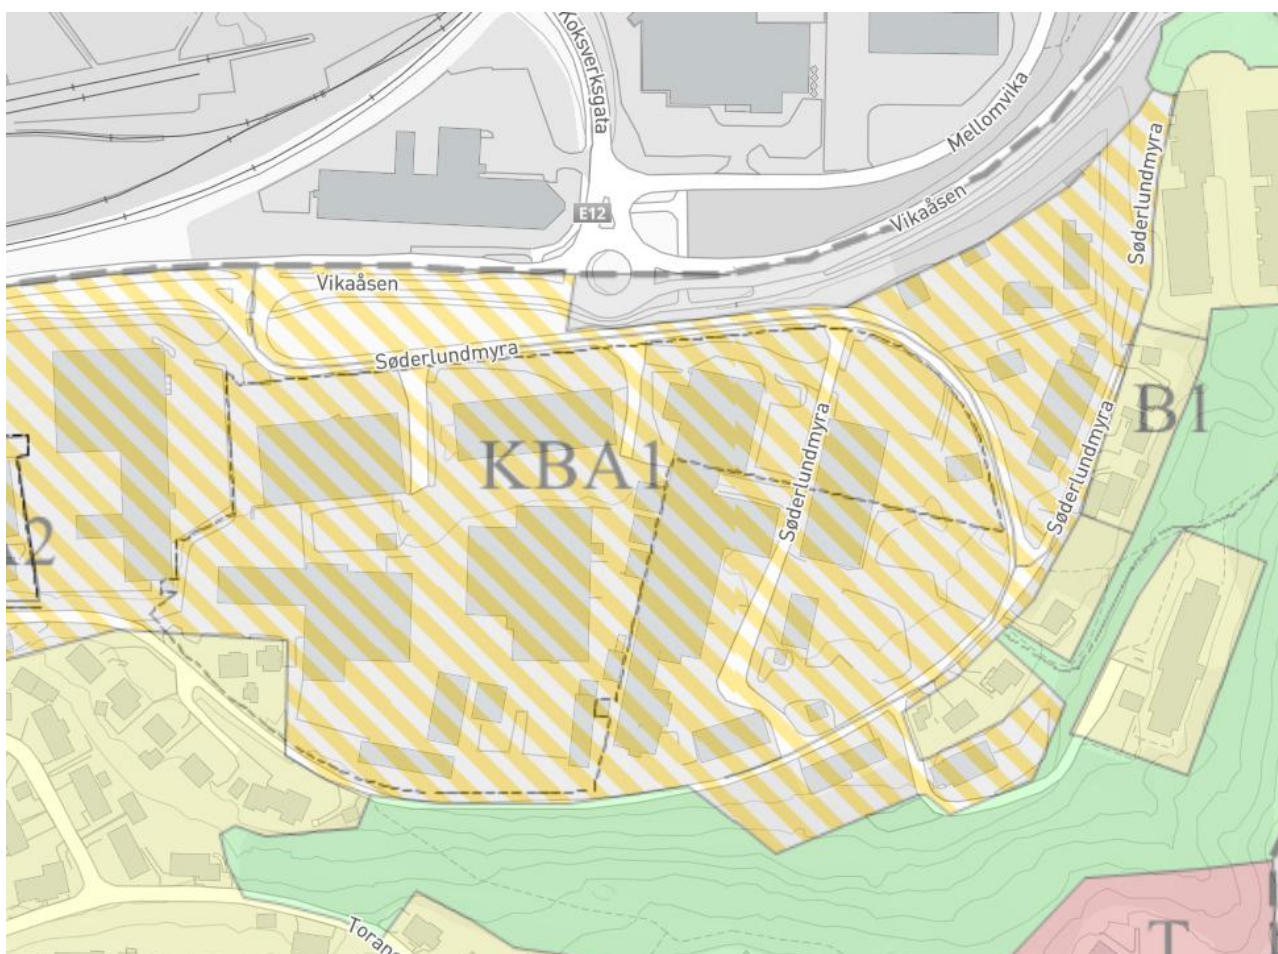 Koksverksgata
Mellomvika
Søderlundmyra
E12
Vikaåsen
Vikaåsen
Søderlundmyra
B1
KBA1
Søderlundmyra
Søderlundmyra
A2
T